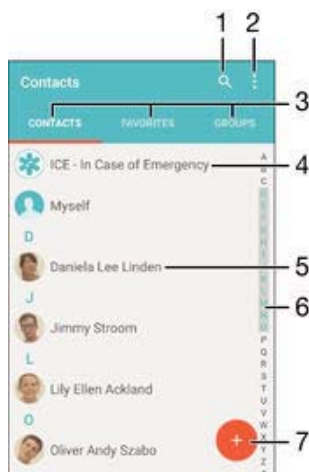 1 2
Contacts
3
CONTACTS FAVORITES GROUPS
ICE - In Case of Emergency
4
A
B
C
Myself
D
Daniela Lee Linden
5
J
Jimmy Stroom
6
L
P
Q
R
S
T
U
V
W
X
Y
Z
Lily Ellen Ackland
O
Oliver Andy Szabo
+
7